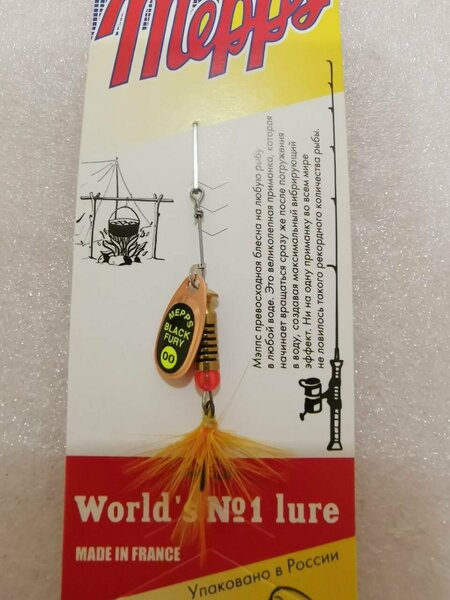 Mepps
Мэппс превосходная блесна на любую рыбу
в любой воде. Это великолепная приманка, которая
начинает вращаться сразу же после погружения
в воду, создавая максимальный вибрирующий
эффект. Ни на одну приманку во всем мире
не ловилось такого рекордного количества рыбы.
MEPPS
BLACK
FURY
00
World's №1 lure
MADE IN FRANCE
Упаковано в России